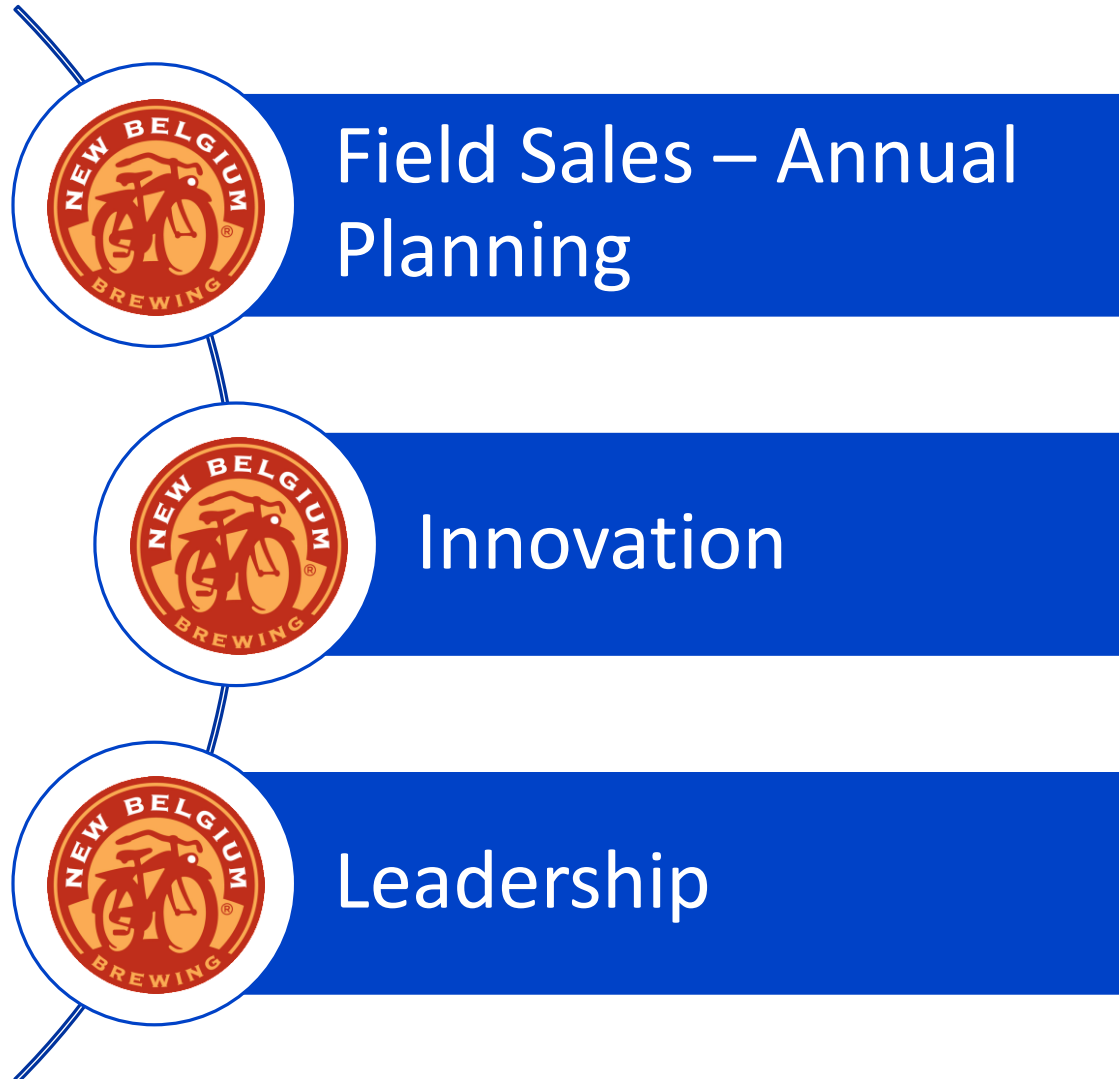 NEW BELGIUM
®
BREWING
Field Sales – Annual
Planning
NEW BELGIUM
®
BREWING
Innovation
NEW BELGIUM
®
BREWING
Leadership